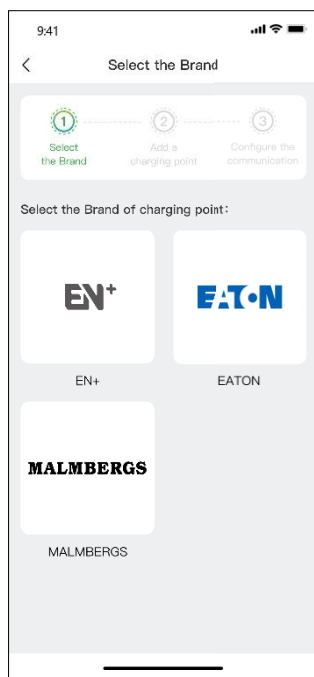 9:41
Select the Brand
1
2
3
Select
the Brand
Add a
charging point
Configure the
communication
Select the Brand of charging point:
EN+
EATON
EN+
EATON
MALMBERGS
MALMBERGS